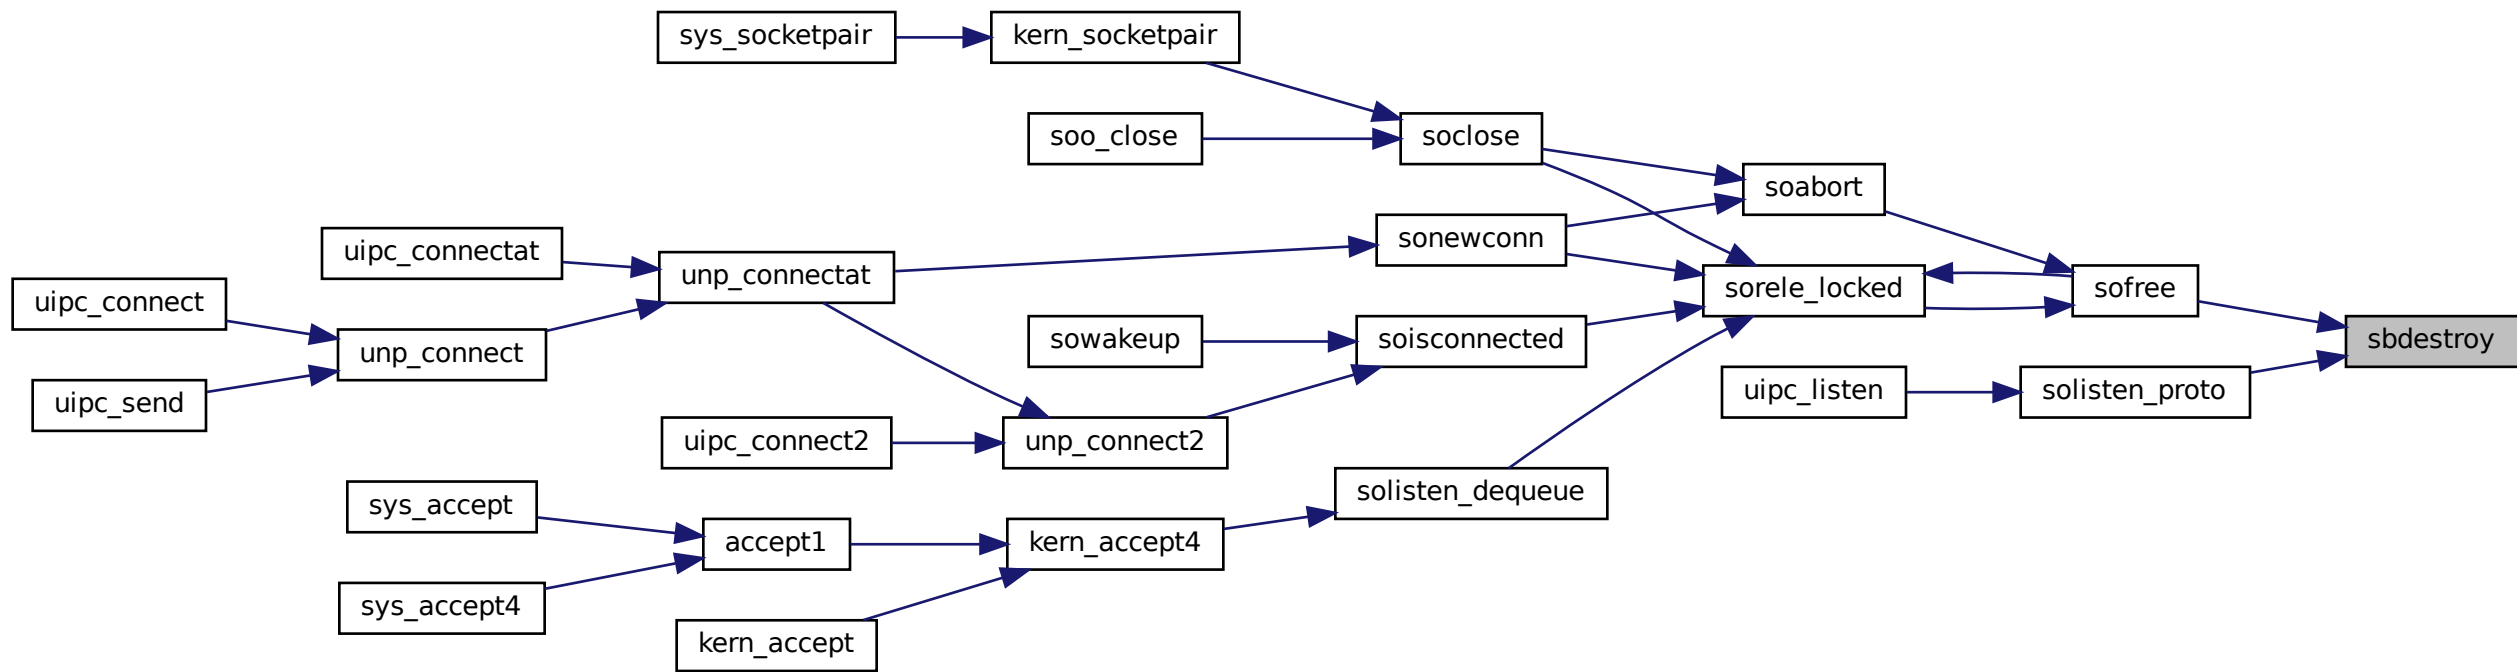 sys_socketpair
kern_socketpair
soo_close
soclose
soabort
uipc_connectat
unp_connectat
sonewconn
uipc_connect
sorele_locked
sofree
unp_connect
sowakeup
soisconnected
sbdestroy
uipc_send
uipc_listen
solisten_proto
uipc_connect2
unp_connect2
sys_accept
solisten_dequeue
accept1
kern_accept4
sys_accept4
kern_accept